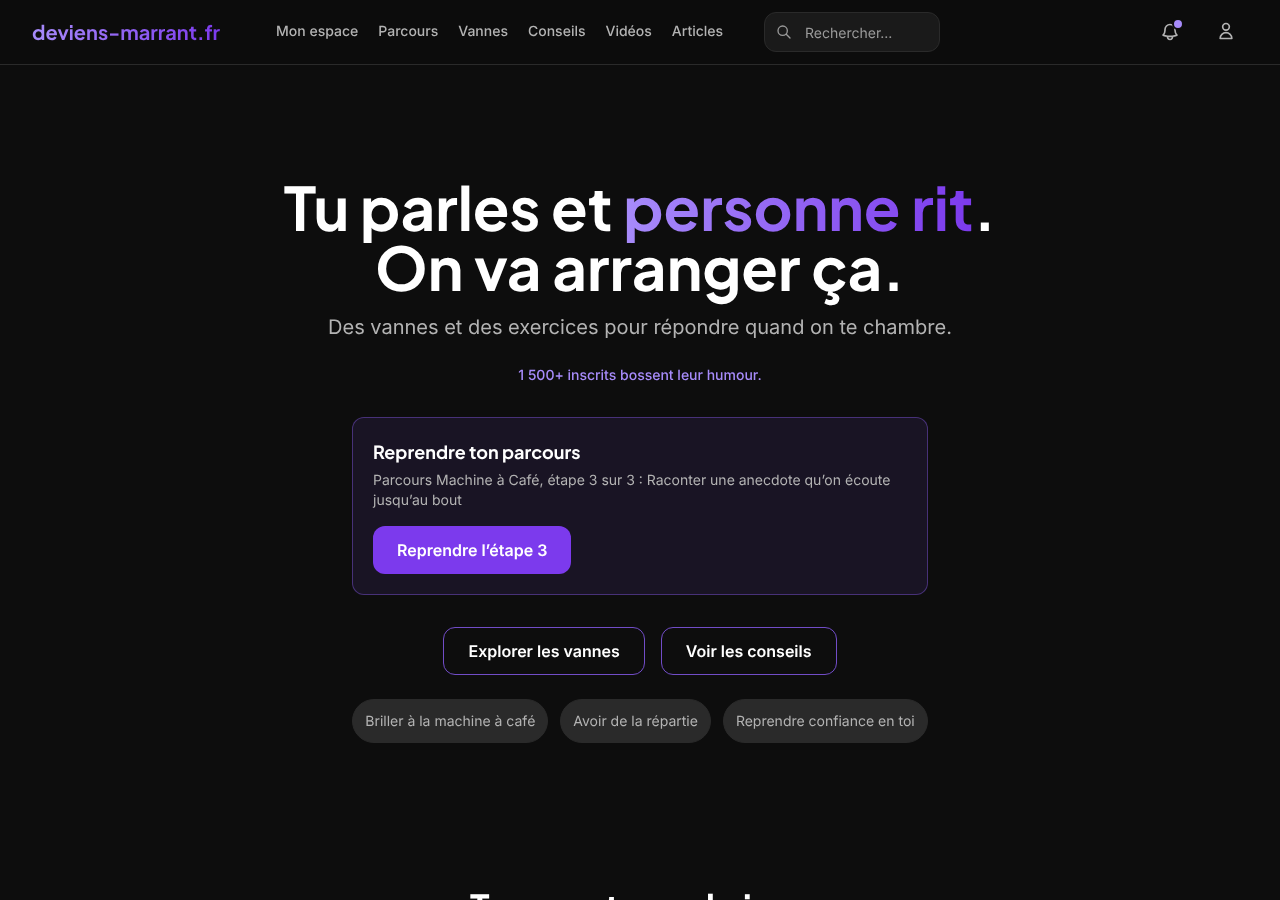 deviens-marrant.fr
Mon espace
Parcours
Vannes
Conseils
Vidéos
Articles
Rechercher...
Tu parles et personne rit.
On va arranger ça.
Des vannes et des exercices pour répondre quand on te chambre.
1 500+ inscrits bossent leur humour.
Reprendre ton parcours
Parcours Machine à Café, étape 3 sur 3 : Raconter une anecdote qu’on écoute
jusqu’au bout
Reprendre l’étape 3
Explorer les vannes
Voir les conseils
Briller à la machine à café
Avoir de la répartie
Reprendre confiance en toi